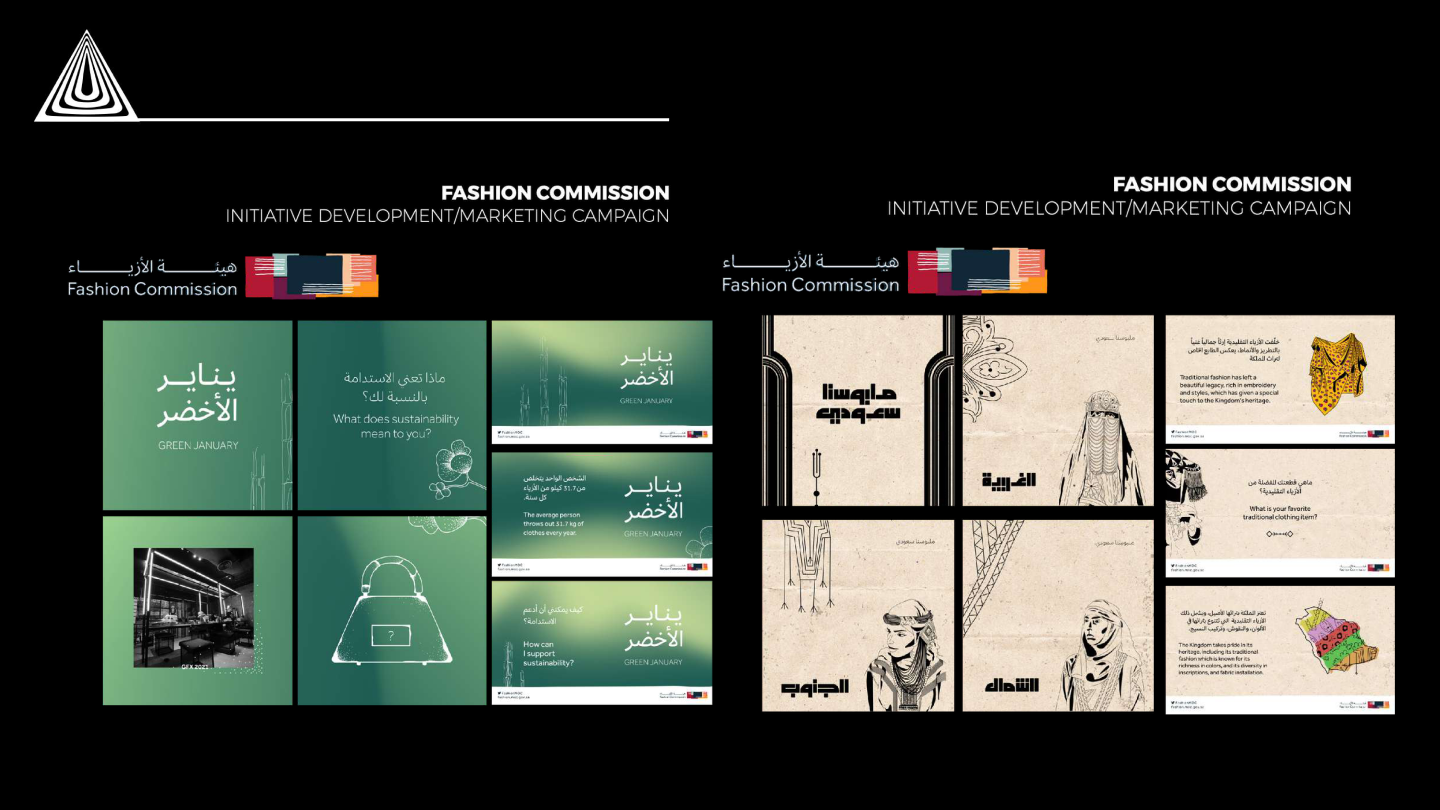 FASHION COMMISSION
INITIATIVE DEVELOPMENT/MARKETING CAMPAIGN
هيئة الأزياء
Fashion Commission
ينايـر
الأخضر
GREEN JANUARY
ماذا تعني الاستدامة
بالنسبة لك؟
What does sustainability
mean to you?
ينايـر
الأخضر
GREEN JANUARY
الشخص الواحد يتخلص
من 31.7 كيلو من الأزياء
كل سنة.
The average person
throws out 31.7 kg of
clothes every year.
ينايـر
الأخضر
GREEN JANUARY
GFX 2021
?
كيف يمكنني أن أدعم
الاستدامة؟
How can
I support
sustainability?
ينايـر
الأخضر
GREEN JANUARY
FASHION COMMISSION
INITIATIVE DEVELOPMENT/MARKETING CAMPAIGN
هيئة الأزياء
Fashion Commission
ملبوسنا
سعودي
ملبوسنا سعودي
الغربية
خلّفت الأزياء التقليدية إرثاً جمالياً غنياً
بالتطريز والأنماط، يعكس الطابع الخاص
لتراث المملكة
Traditional fashion has left a
beautiful legacy, rich in embroidery
and styles, which has given a special
touch to the Kingdom's heritage.
ماهي قطعتك المفضلة من
الأزياء التقليدية؟
What is your favorite
traditional clothing item?
ملبوسنا سعودي
الجنوب
ملبوسنا سعودي
الشمال
تعتز المملكة بتراثها الأصيل، ويشمل ذلك
الأزياء التقليدية التي تتنوع بثرائها في
الألوان، والنقوش، وتركيب النسيج.
The Kingdom takes pride in its
heritage, including its traditional
fashion which is known for its
richness in colors, and its diversity in
inscriptions, and fabric installation.